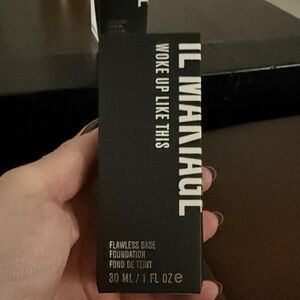 IL MAKIAGE
WOKE UP LIKE THIS
FLAWLESS BASE
FOUNDATION
FOND DE TEINT
30 ML / 1 FL OZ e